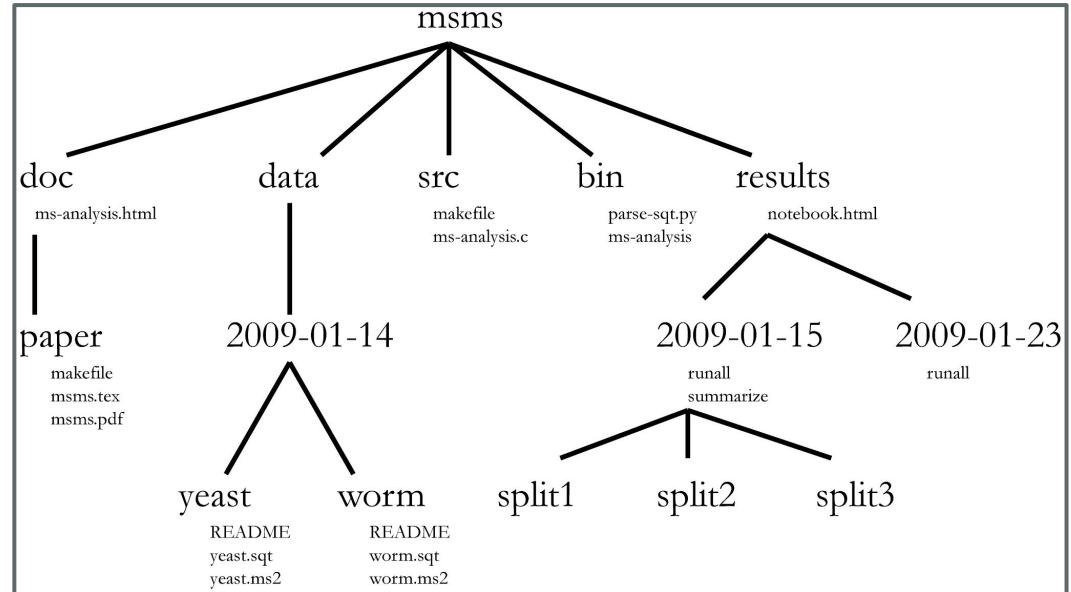 msms
doc data src bin results
ms-analysis.html makefile parse-sqt.py notebook.html
ms-analysis.c ms-analysis
paper 2009-01-14 2009-01-15 2009-01-23
makefile runall runall
msms.tex summarize
msms.pdf
yeast worm split1 split2 split3
README README
yeast.sqt worm.sqt
yeast.ms2 worm.ms2